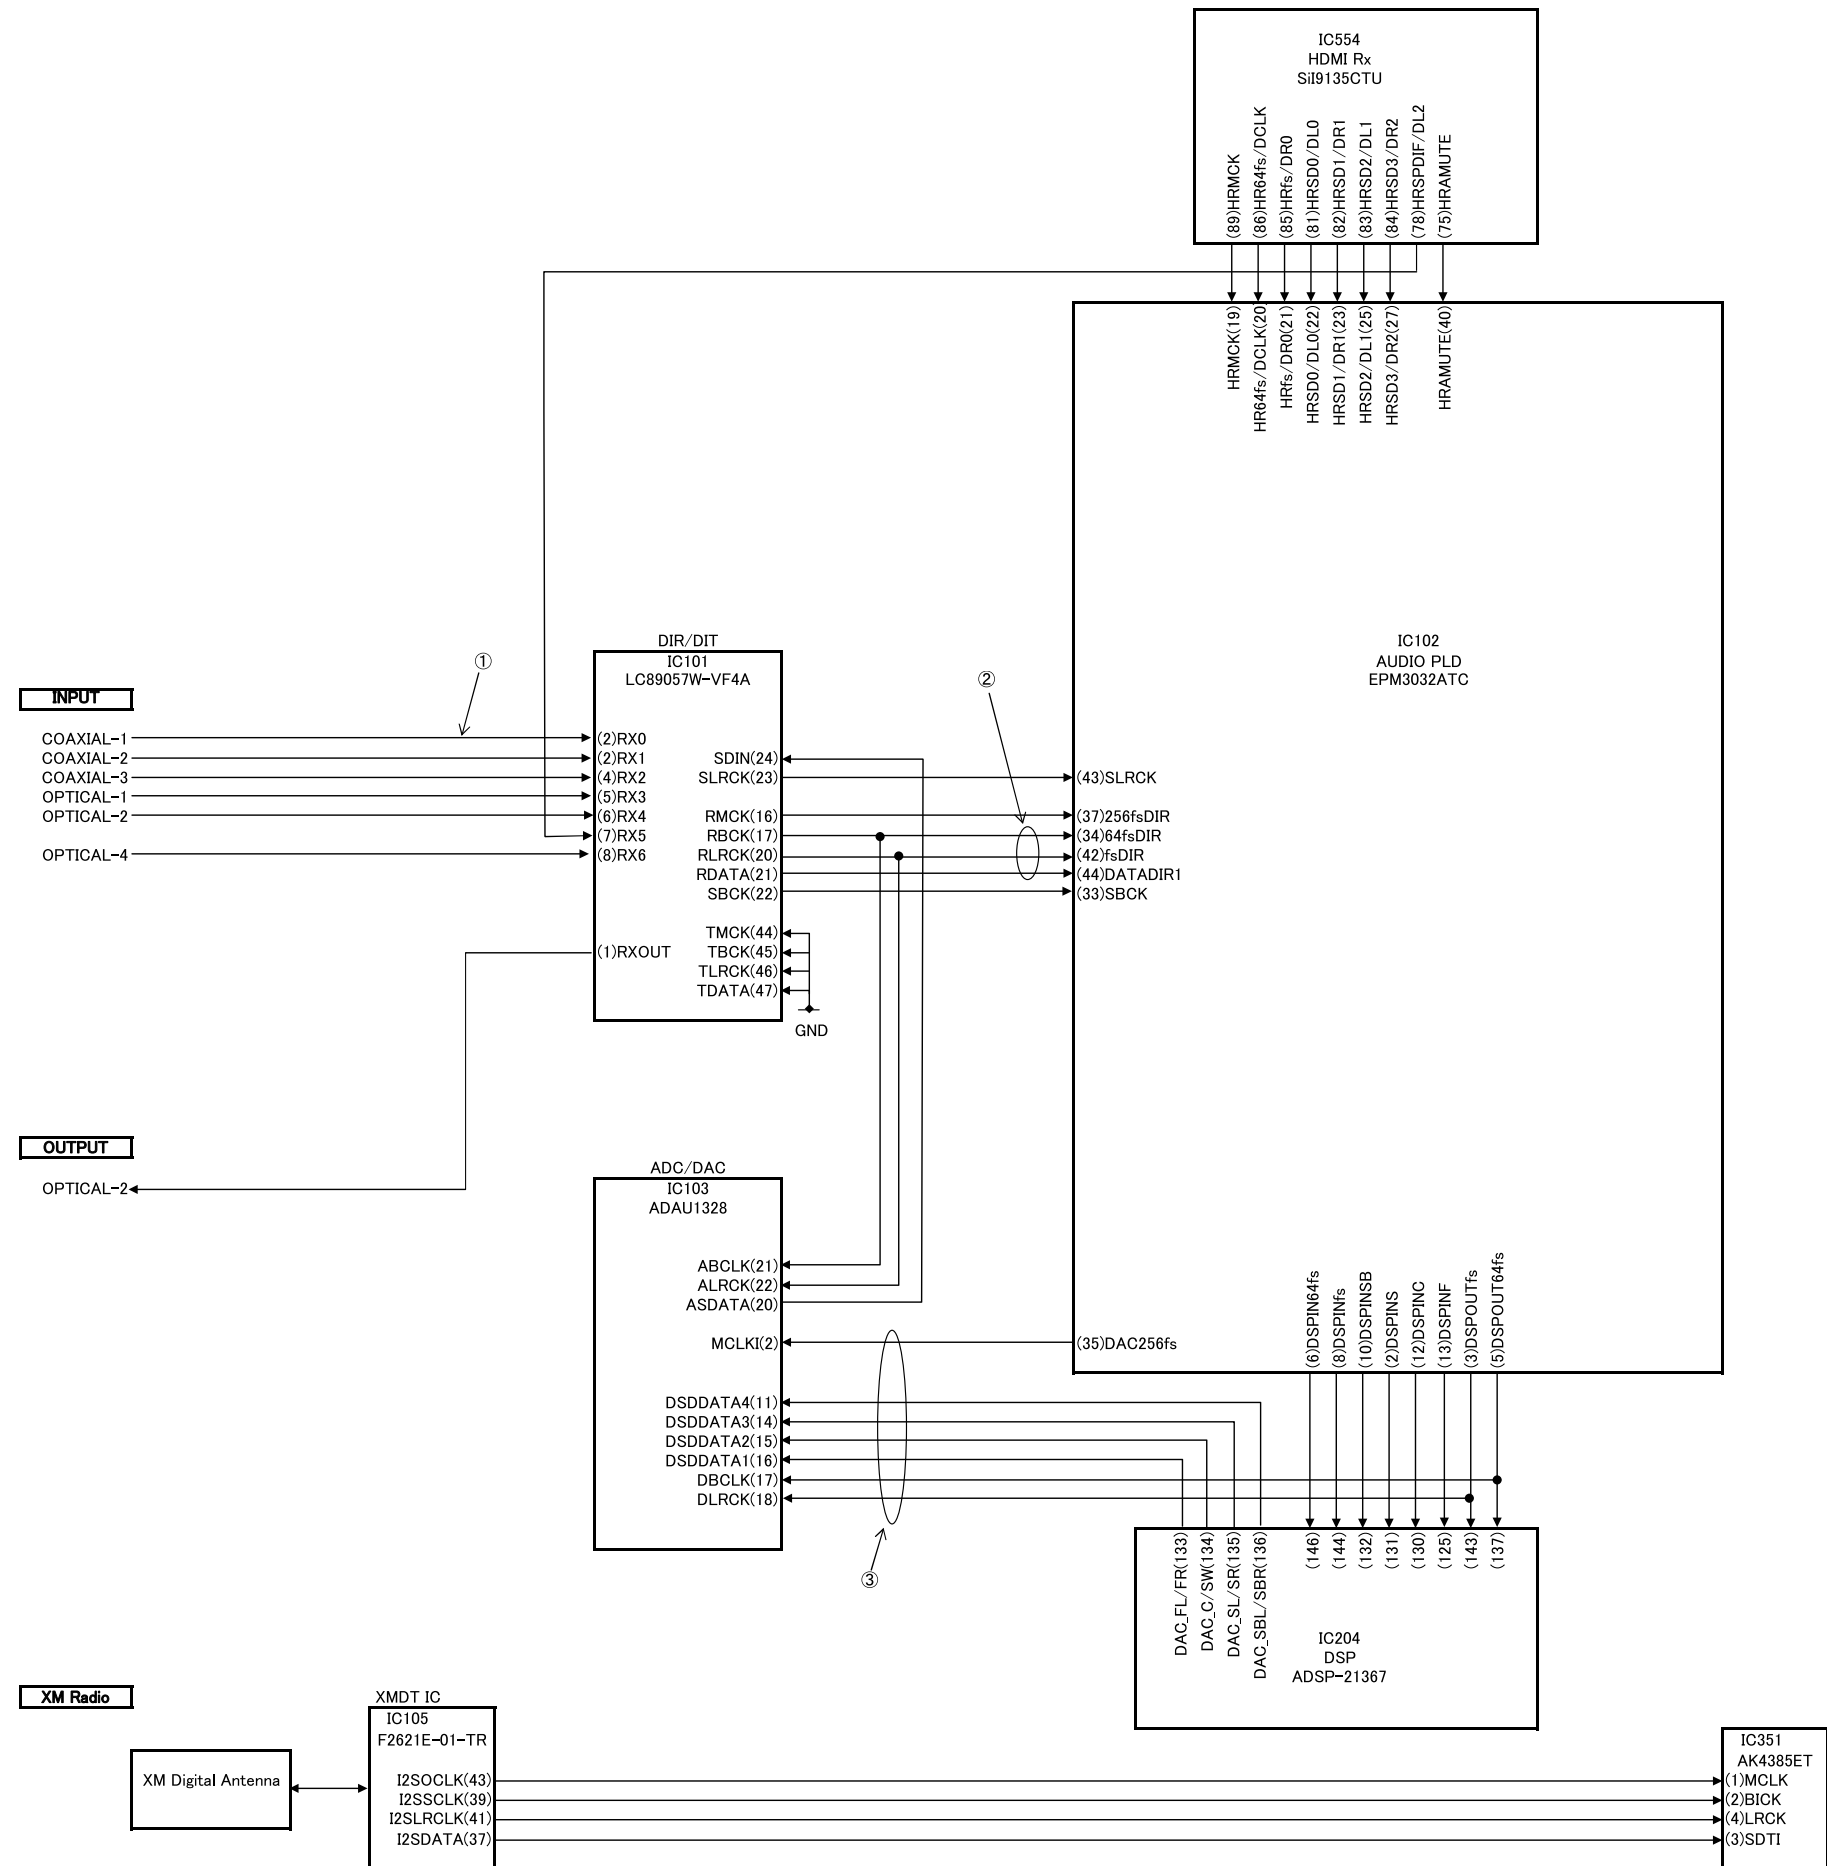 IC554
HDMI Rx
SiI9135CTU
(89)HRMCK
(86)HR64fs/DCLK
(85)HRfs/DR0
(81)HRSD0/DL0
(82)HRSD1/DR1
(83)HRSD2/DL1
(84)HRSD3/DR2
(78)HRSPDIF/DL2
(75)HRAMUTE
HRMCK(19)
HR64fs/DCLK(20)
HRfs/DR0(21)
HRSD0/DL0(22)
HRSD1/DR1(23)
HRSD2/DL1(25)
HRSD3/DR2(27)
HRAMUTE(40)
IC102
AUDIO PLD
EPM3032ATC
DIR/DIT
IC101
LC89057W-VF4A
①
②
INPUT
COAXIAL-1
COAXIAL-2
COAXIAL-3
OPTICAL-1
OPTICAL-2
OPTICAL-4
(2)RX0
(2)RX1
(4)RX2
(5)RX3
(6)RX4
(7)RX5
(8)RX6
(1)RXOUT
SDIN(24)
SLRCK(23)
RMCK(16)
RBCK(17)
RLRCK(20)
RDATA(21)
SBCK(22)
TMCK(44)
TBCK(45)
TLRCK(46)
TDATA(47)
GND
(43)SLRCK
(37)256fsDIR
(34)64fsDIR
(42)fsDIR
(44)DATADIR1
(33)SBCK
OUTPUT
OPTICAL-2
ADC/DAC
IC103
ADAU1328
ABCLK(21)
ALRCK(22)
ASDATA(20)
MCLKI(2)
DSDDATA4(11)
DSDDATA3(14)
DSDDATA2(15)
DSDDATA1(16)
DBCLK(17)
DLRCK(18)
(35)DAC256fs
③
(6)DSPIN64fs
(8)DSPINfs
(10)DSPINSB
(2)DSPINS
(12)DSPINC
(13)DSPINF
(3)DSPOUTfs
(5)DSPOUT64fs
DAC_FL/FR(133)
DAC_C/SW(134)
DAC_SL/SR(135)
DAC_SBL/SBR(136)
(146)
(144)
(132)
(131)
(130)
(125)
(143)
(137)
IC204
DSP
ADSP-21367
XM Radio
XMDT IC
IC105
F2621E-01-TR
XM Digital Antenna
I2SOCLK(43)
I2SSCLK(39)
I2SLRCLK(41)
I2SDATA(37)
IC351
AK4385ET
(1)MCLK
(2)BICK
(4)LRCK
(3)SDTI